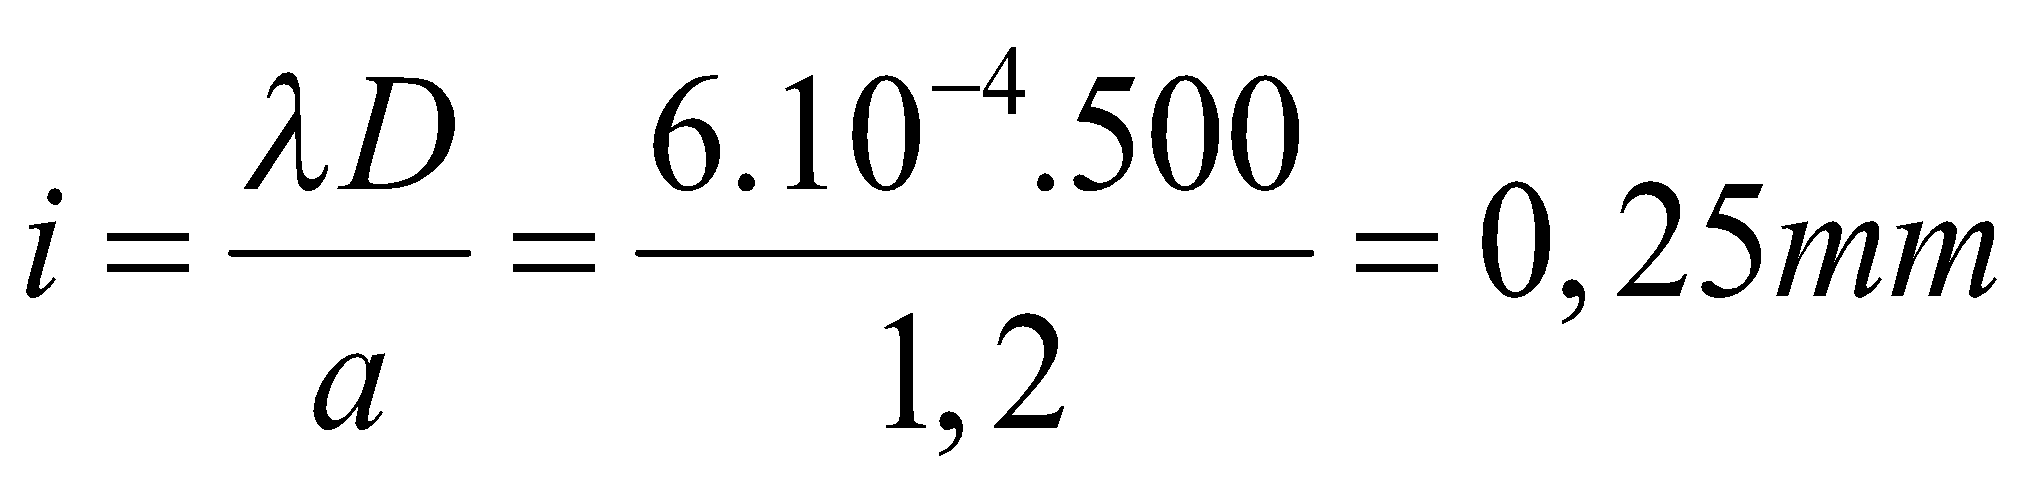 i = λD / a = 6.10⁻⁴.500 / 1,2 = 0,25mm